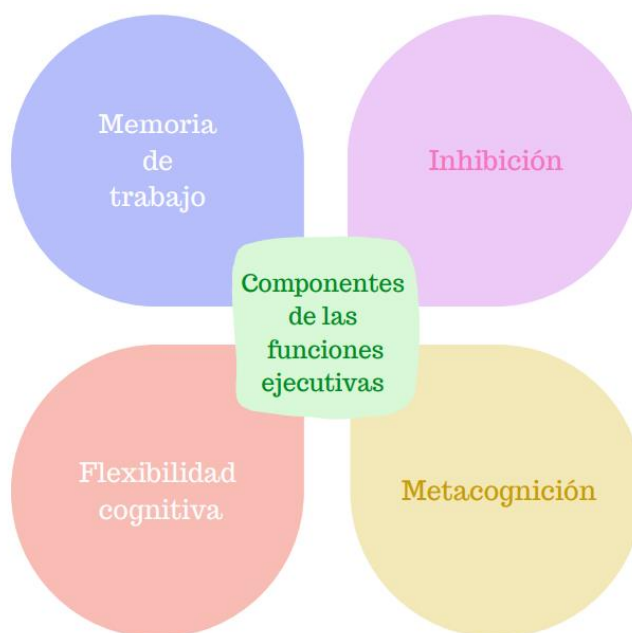 Memoria
de
trabajo
Inhibición
Componentes
de las
funciones
ejecutivas
Flexibilidad
cognitiva
Metacognición